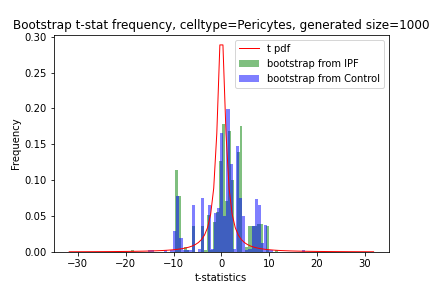 Bootstrap t-stat frequency, celltype=Pericytes, generated size=1000
t pdf
bootstrap from IPF
bootstrap from Control
Frequency
0.30
0.25
0.20
0.15
0.10
0.05
0.00
−30 −20 −10 0 10 20 30
t-statistics